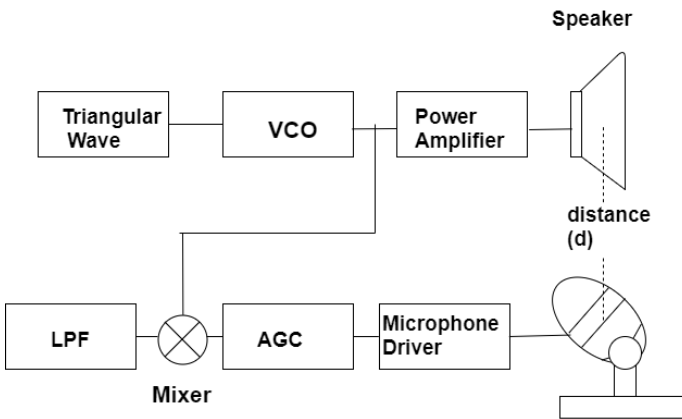 Speaker
Triangular
Wave
VCO
Power
Amplifier
distance
(d)
LPF
Mixer
AGC
Microphone
Driver